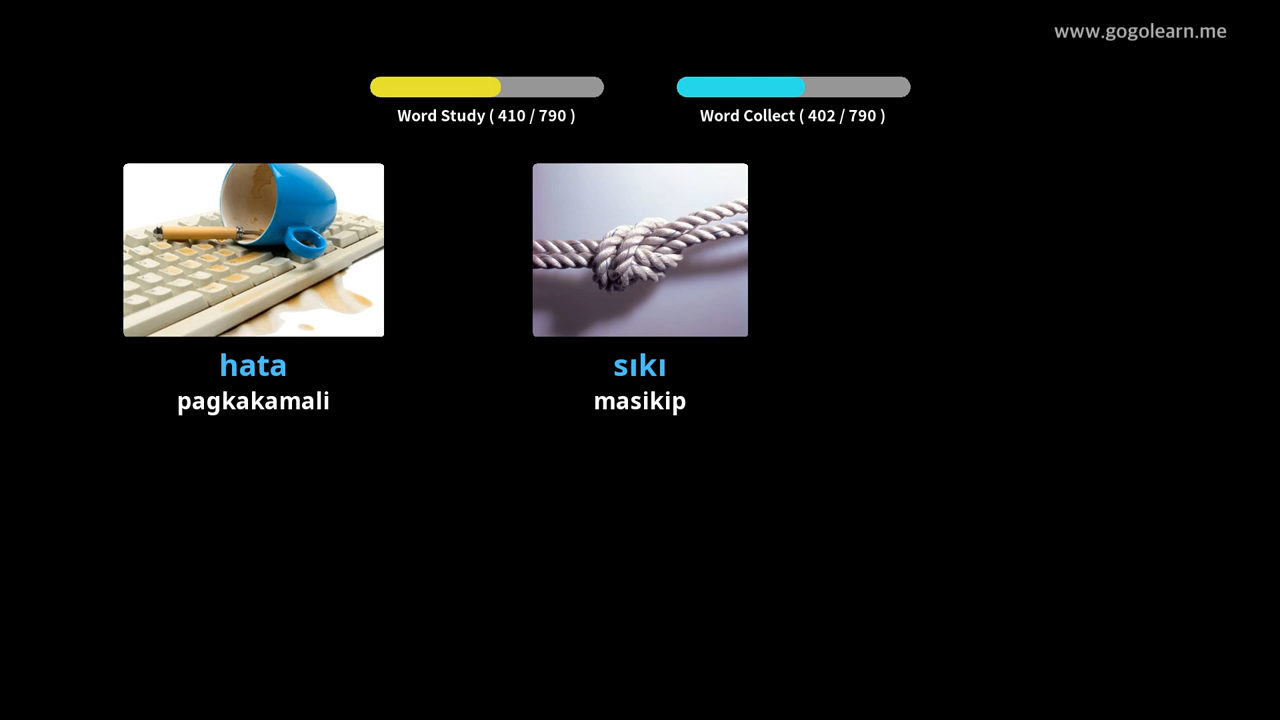 www.gogolearn.me
Word Study ( 410 / 790 )
Word Collect ( 402 / 790 )
hata
pagkakamali
sıkı
masikip